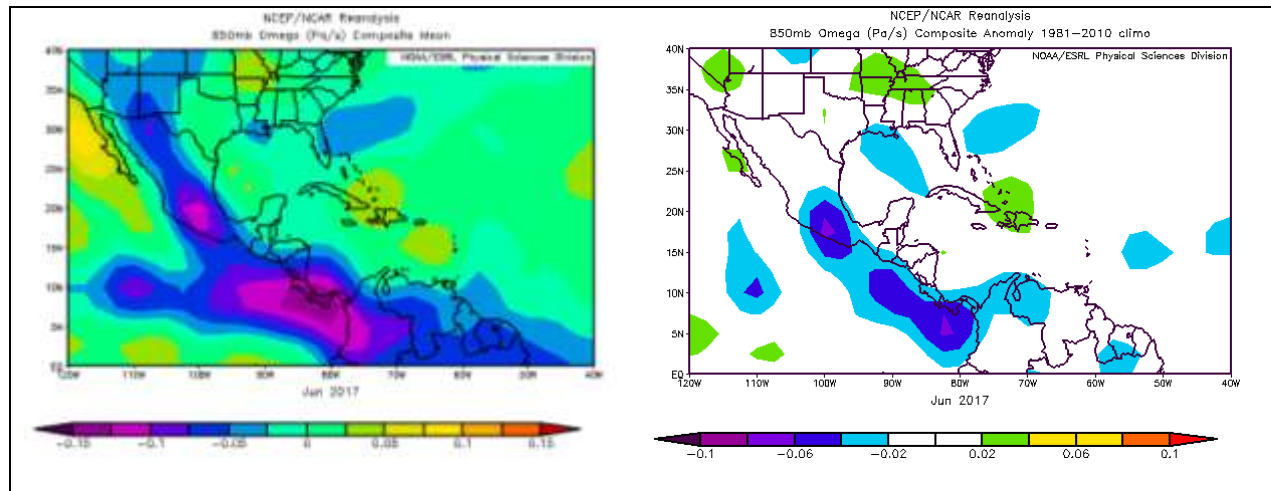 NCEP/NCAR Reanalysis
850mb Omega (Pa/s) Composite Mean
NOAA/ESRL Physical Sciences Division
40N
35N
30N
25N
20N
15N
10N
5N
EQ
120W 110W 100W 90W 80W 70W 60W 50W 40W
Jun 2017
-0.15 -0.1 -0.05 0 0.05 0.1 0.15
NCEP/NCAR Reanalysis
850mb Omega (Pa/s) Composite Anomaly 1981-2010 climo
NOAA/ESRL Physical Sciences Division
40N
35N
30N
25N
20N
15N
10N
5N
EQ
120W 110W 100W 90W 80W 70W 60W 50W 40W
Jun 2017
-0.1 -0.06 -0.02 0.02 0.06 0.1